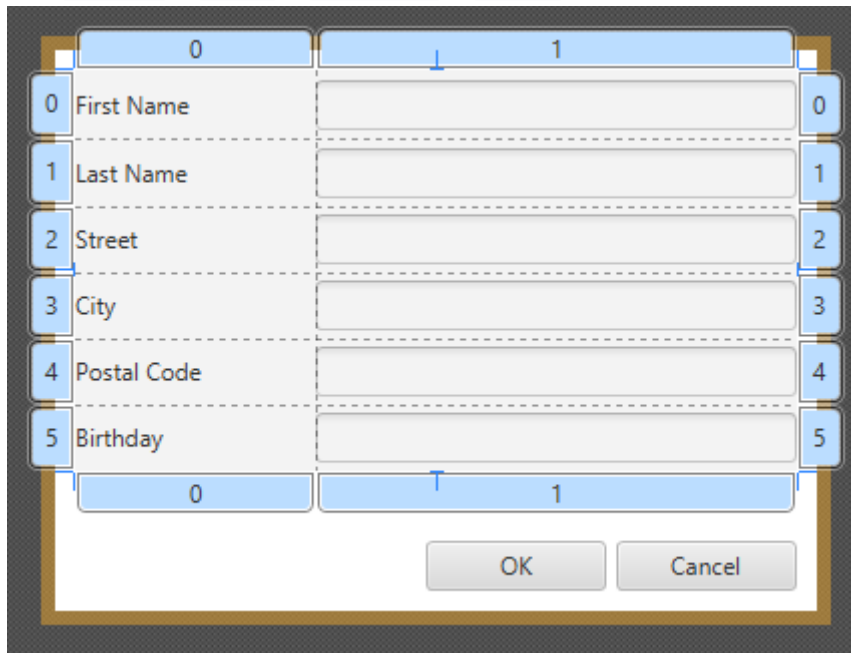 0 1
0 First Name 0
1 Last Name 1
2 Street 2
3 City 3
4 Postal Code 4
5 Birthday 5
0 1
OK Cancel